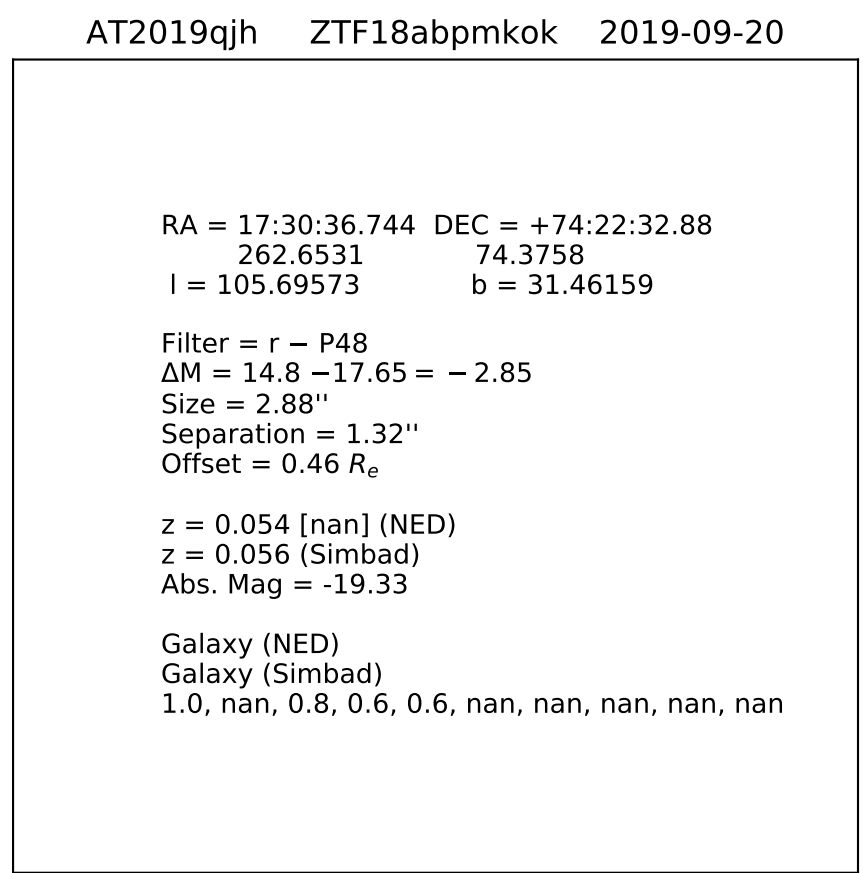 AT2019qjh ZTF18abpmkok 2019-09-20
RA = 17:30:36.744 DEC = +74:22:32.88
262.6531 74.3758
l = 105.69573 b = 31.46159
Filter = r − P48
ΔM = 14.8 −17.65 = − 2.85
Size = 2.88''
Separation = 1.32''
Offset = 0.46 Re
z = 0.054 [nan] (NED)
z = 0.056 (Simbad)
Abs. Mag = -19.33
Galaxy (NED)
Galaxy (Simbad)
1.0, nan, 0.8, 0.6, 0.6, nan, nan, nan, nan, nan